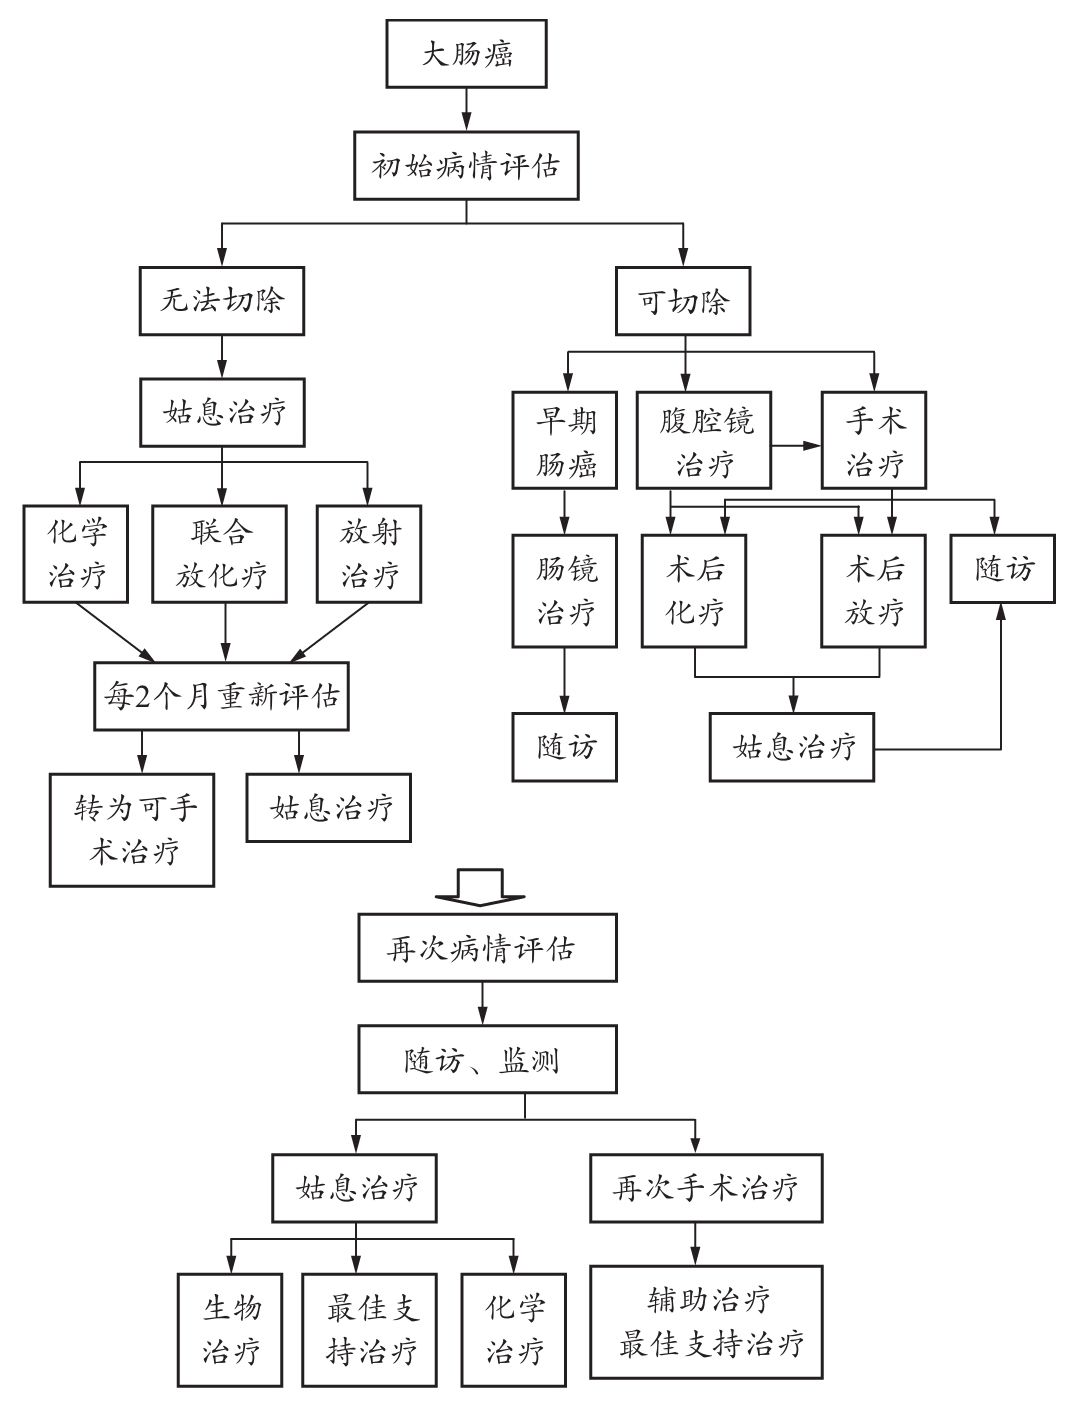 大肠癌
初始病情评估
无法切除
可切除
姑息治疗
早期
肠癌
腹腔镜
治疗
手术
治疗
化学
治疗
联合
放化疗
放射
治疗
肠镜
治疗
术后
化疗
术后
放疗
随访
每2个月重新评估
随访
姑息治疗
转为可手
术治疗
姑息治疗
再次病情评估
随访、监测
姑息治疗
再次手术治疗
生物
治疗
最佳支
持治疗
化学
治疗
辅助治疗
最佳支持治疗